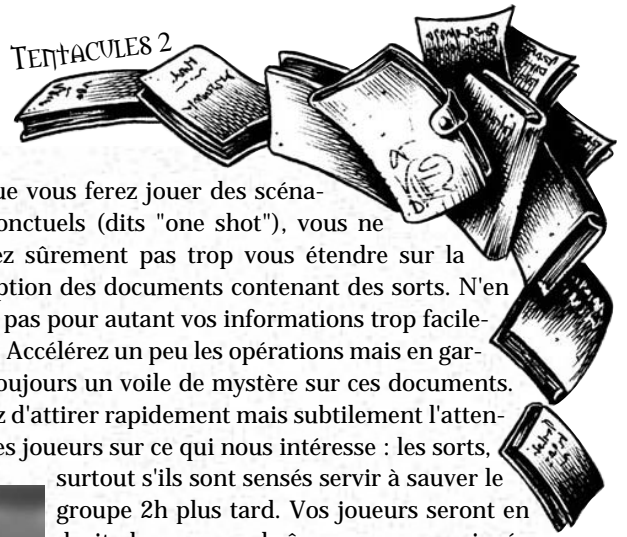 TENTACULES 2
ue vous ferez jouer des scéna-
onctuels (dits "one shot"), vous ne
ez sûrement pas trop vous étendre sur la
ption des documents contenant des sorts. N'en
pas pour autant vos informations trop facile-
Accélérez un peu les opérations mais en gar-
oujours un voile de mystère sur ces documents.
z d'attirer rapidement mais subtilement l'atten-
es joueurs sur ce qui nous intéresse : les sorts,
surtout s'ils sont sensés servir à sauver le
groupe 2h plus tard. Vos joueurs seront en